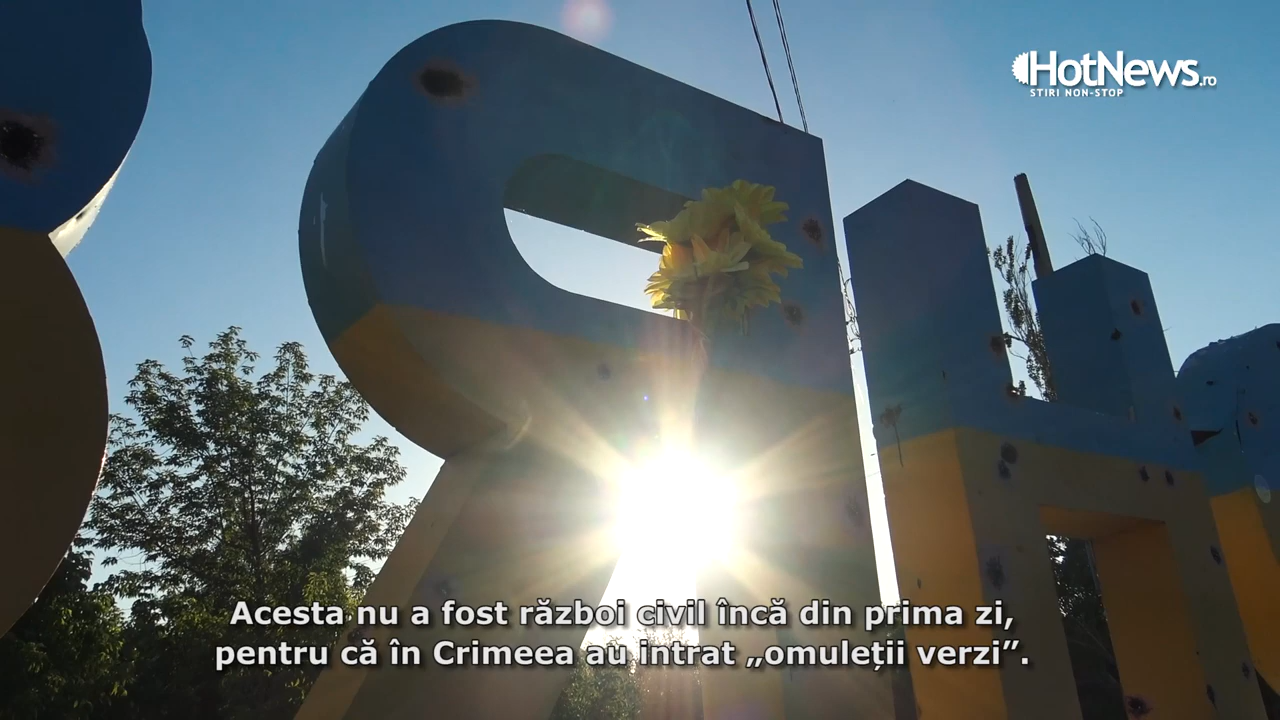 HotNews.ro
STIRI NON-STOP
ЯН
Acesta nu a fost război civil încă din prima zi,
pentru că în Crimeea au intrat „omuleții verzi”.